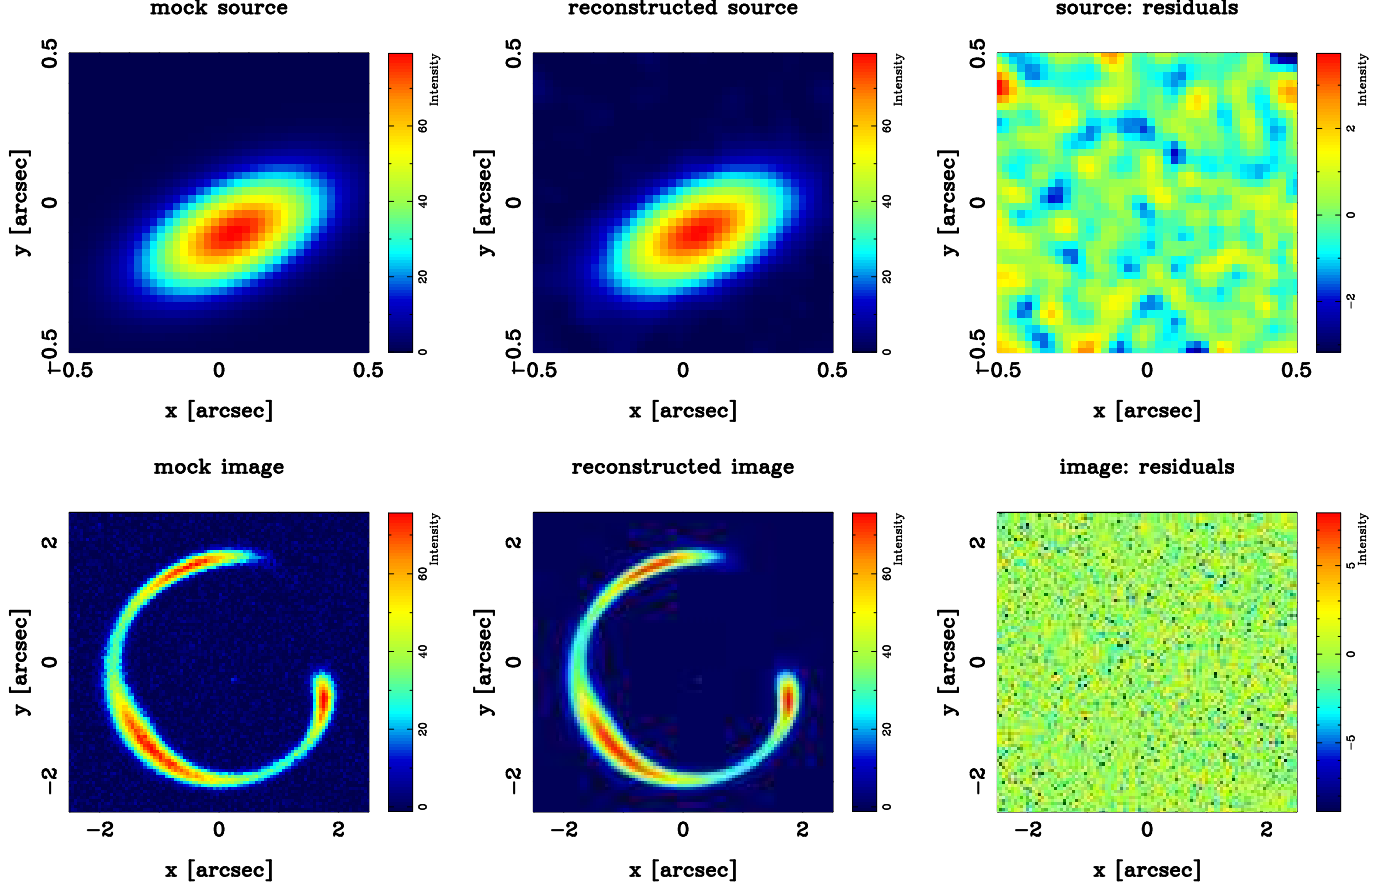 mock source
reconstructed source
source: residuals
0.5
0
−0.5
y [arcsec]
−0.5
0
0.5
x [arcsec]
Intensity
60
40
20
0
0.5
0
−0.5
y [arcsec]
−0.5
0
0.5
x [arcsec]
Intensity
60
40
20
0
0.5
0
−0.5
y [arcsec]
−0.5
0
0.5
x [arcsec]
Intensity
2
0
−2
mock image
reconstructed image
image: residuals
2
0
−2
y [arcsec]
−2
0
2
x [arcsec]
Intensity
60
40
20
0
2
0
−2
y [arcsec]
−2
0
2
x [arcsec]
Intensity
60
40
20
0
2
0
−2
y [arcsec]
−2
0
2
x [arcsec]
Intensity
5
0
−5